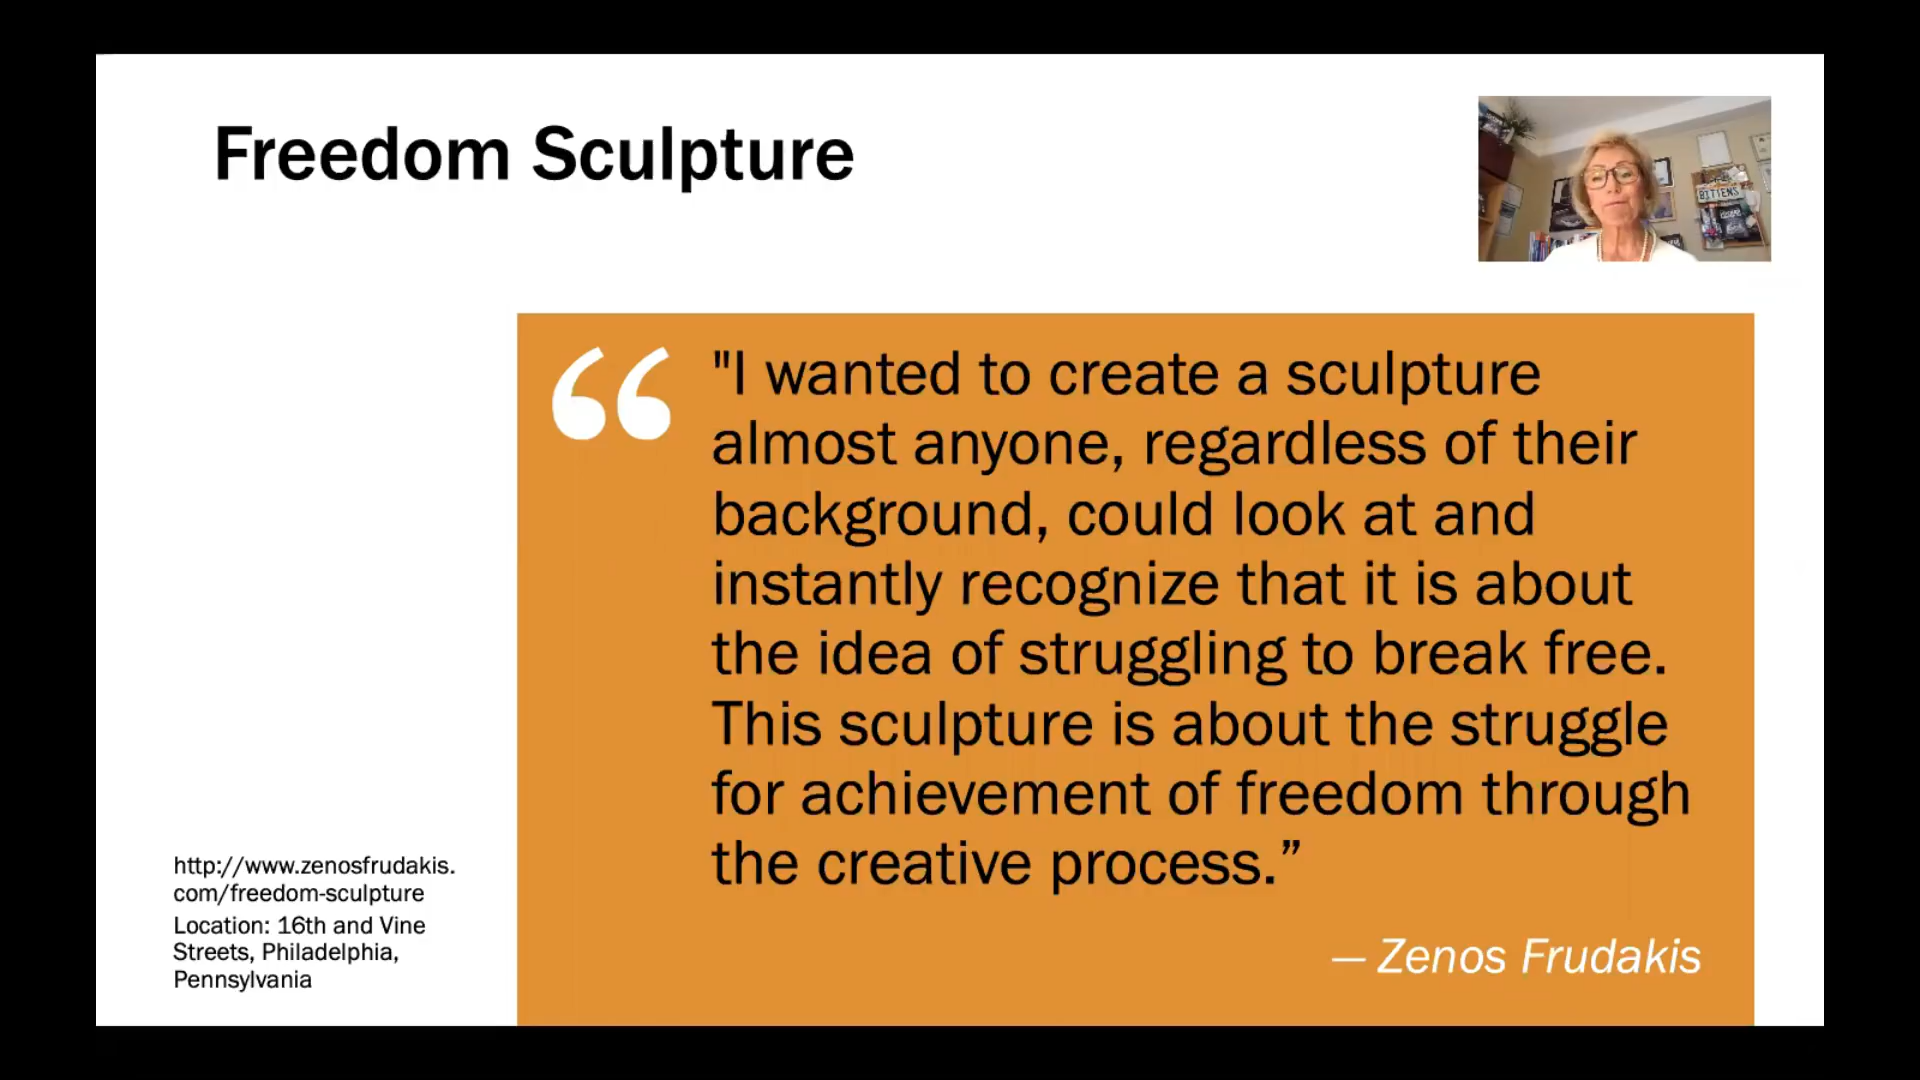 Freedom Sculpture
BITTENS
"I wanted to create a sculpture
almost anyone, regardless of their
background, could look at and
instantly recognize that it is about
the idea of struggling to break free.
This sculpture is about the struggle
for achievement of freedom through
the creative process.”
— Zenos Frudakis
http://www.zenosfrudakis.
com/freedom-sculpture
Location: 16th and Vine
Streets, Philadelphia,
Pennsylvania